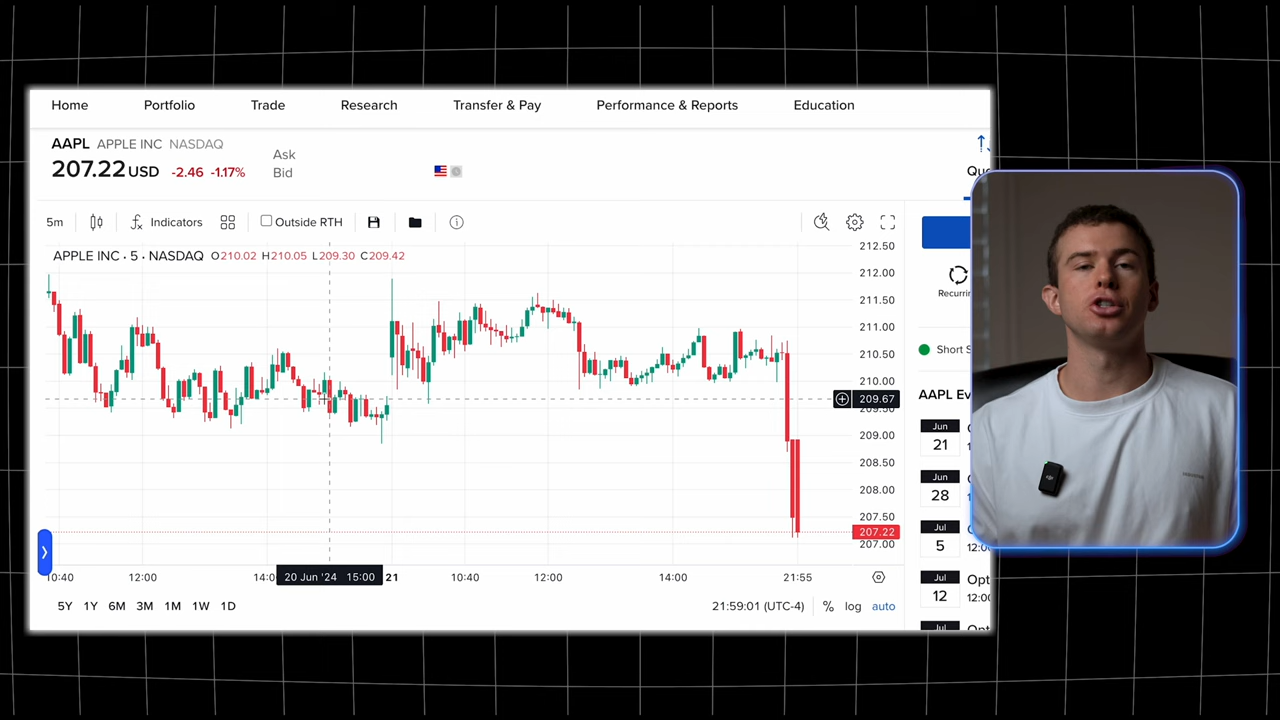 Home Portfolio Trade Research Transfer & Pay Performance & Reports Education
AAPL APPLE INC NASDAQ
207.22 USD -2.46 -1.17%
Ask
Bid
5m Indicators Outside RTH
APPLE INC · 5 · NASDAQ O210.02 H210.05 L209.30 C209.42
212.50
212.00
211.50
211.00
210.50
210.00
209.67
209.50
209.00
208.50
208.00
207.50
207.22
207.00
10:40 12:00 14:0 20 Jun '24 15:00 21 10:40 12:00 14:00 21:55
5Y 1Y 6M 3M 1M 1W 1D 21:59:01 (UTC-4) % log auto
Short S
AAPL Ev
Jun
21
Jun
28
Jul
5
12:0
Jul
12
Opt
12:00
Jul